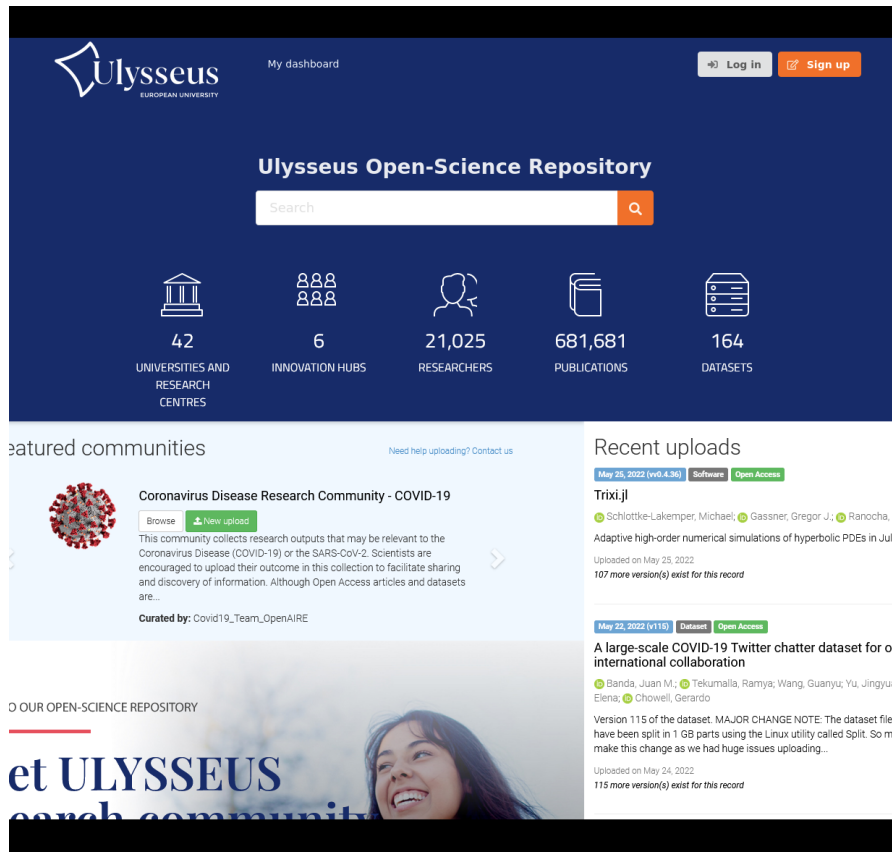 Ulysseus
EUROPEAN UNIVERSITY
My dashboard
Log in
Sign up
Ulysseus Open-Science Repository
Search
42
UNIVERSITIES AND
RESEARCH
CENTRES
6
INNOVATION HUBS
21,025
RESEARCHERS
681,681
PUBLICATIONS
164
DATASETS
eatured communities
Need help uploading? Contact us
Coronavirus Disease Research Community - COVID-19
Browse
New upload
This community collects research outputs that may be relevant to the
Coronavirus Disease (COVID-19) or the SARS-CoV-2. Scientists are
encouraged to upload their outcome in this collection to facilitate sharing
and discovery of information. Although Open Access articles and datasets
are...
Curated by: Covid19_Team_OpenAIRE
O OUR OPEN-SCIENCE REPOSITORY
et ULYSSEUS
earch community
Recent uploads
May 25, 2022 (vv0.4.36) Software Open Access
Trixi.jl
Schlottke-Lakemper, Michael; Gassner, Gregor J.; Ranocha,
Adaptive high-order numerical simulations of hyperbolic PDEs in Jul
Uploaded on May 25, 2022
107 more version(s) exist for this record
May 22, 2022 (v115) Dataset Open Access
A large-scale COVID-19 Twitter chatter dataset for o
international collaboration
Banda, Juan M.; Tekumalla, Ramya; Wang, Guanyu; Yu, Jingyua
Elena; Chowell, Gerardo
Version 115 of the dataset. MAJOR CHANGE NOTE: The dataset file
have been split in 1 GB parts using the Linux utility called Split. So m
make this change as we had huge issues uploading...
Uploaded on May 24, 2022
115 more version(s) exist for this record